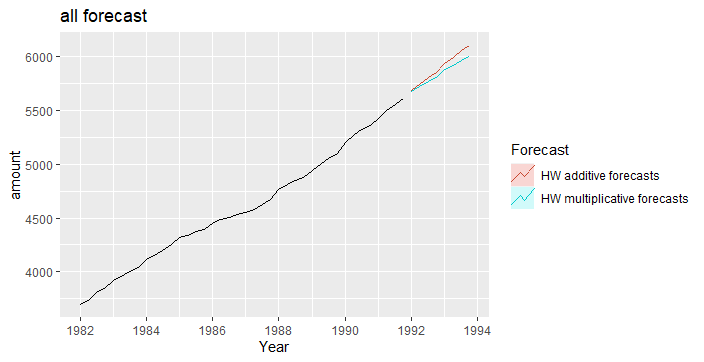 all forecast
6000
5500
5000
4500
4000
amount
1982
1984
1986
1988
1990
1992
1994
Year
Forecast
HW additive forecasts
HW multiplicative forecasts